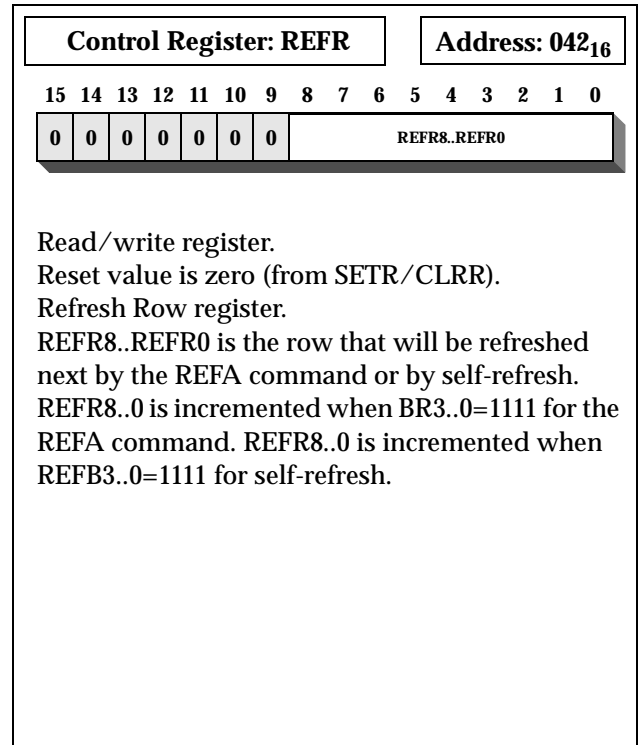 Control Register: REFR Address: 042₁₆
15 14 13 12 11 10 9 8 7 6 5 4 3 2 1 0
0 0 0 0 0 0 0 REFR8..REFR0
Read/write register.
Reset value is zero (from SETR/CLRR).
Refresh Row register.
REFR8..REFR0 is the row that will be refreshed
next by the REFA command or by self-refresh.
REFR8..0 is incremented when BR3..0=1111 for the
REFA command. REFR8..0 is incremented when
REFB3..0=1111 for self-refresh.